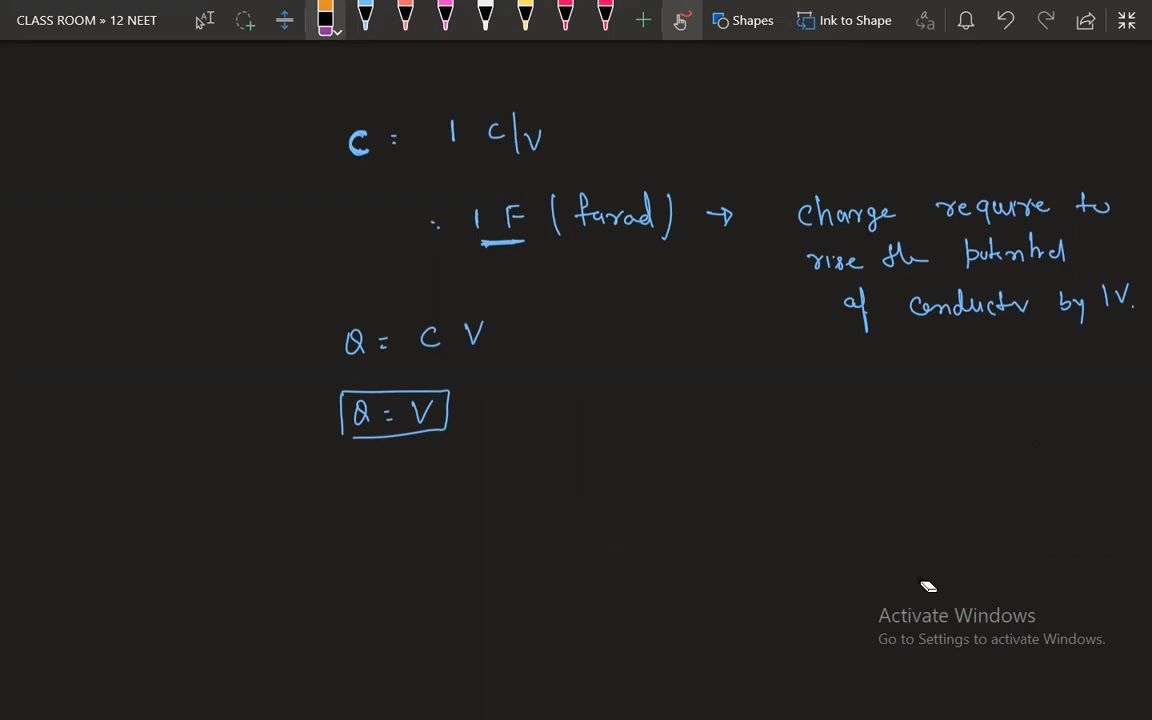 CLASS ROOM » 12 NEET
Shapes
Ink to Shape
C = 1 C/V
: 1 F (farad) → Charge require to
rise the potential
of conductor by 1V.
Q = C V
Q = V
Activate Windows
Go to Settings to activate Windows.